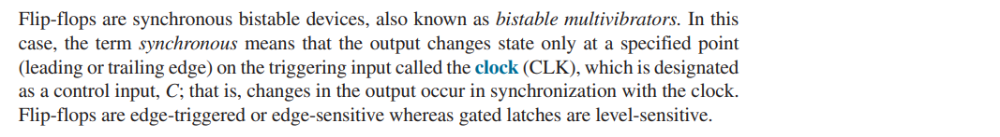 Flip-flops are synchronous bistable devices, also known as bistable multivibrators. In this
case, the term synchronous means that the output changes state only at a specified point
(leading or trailing edge) on the triggering input called the clock (CLK), which is designated
as a control input, C; that is, changes in the output occur in synchronization with the clock.
Flip-flops are edge-triggered or edge-sensitive whereas gated latches are level-sensitive.